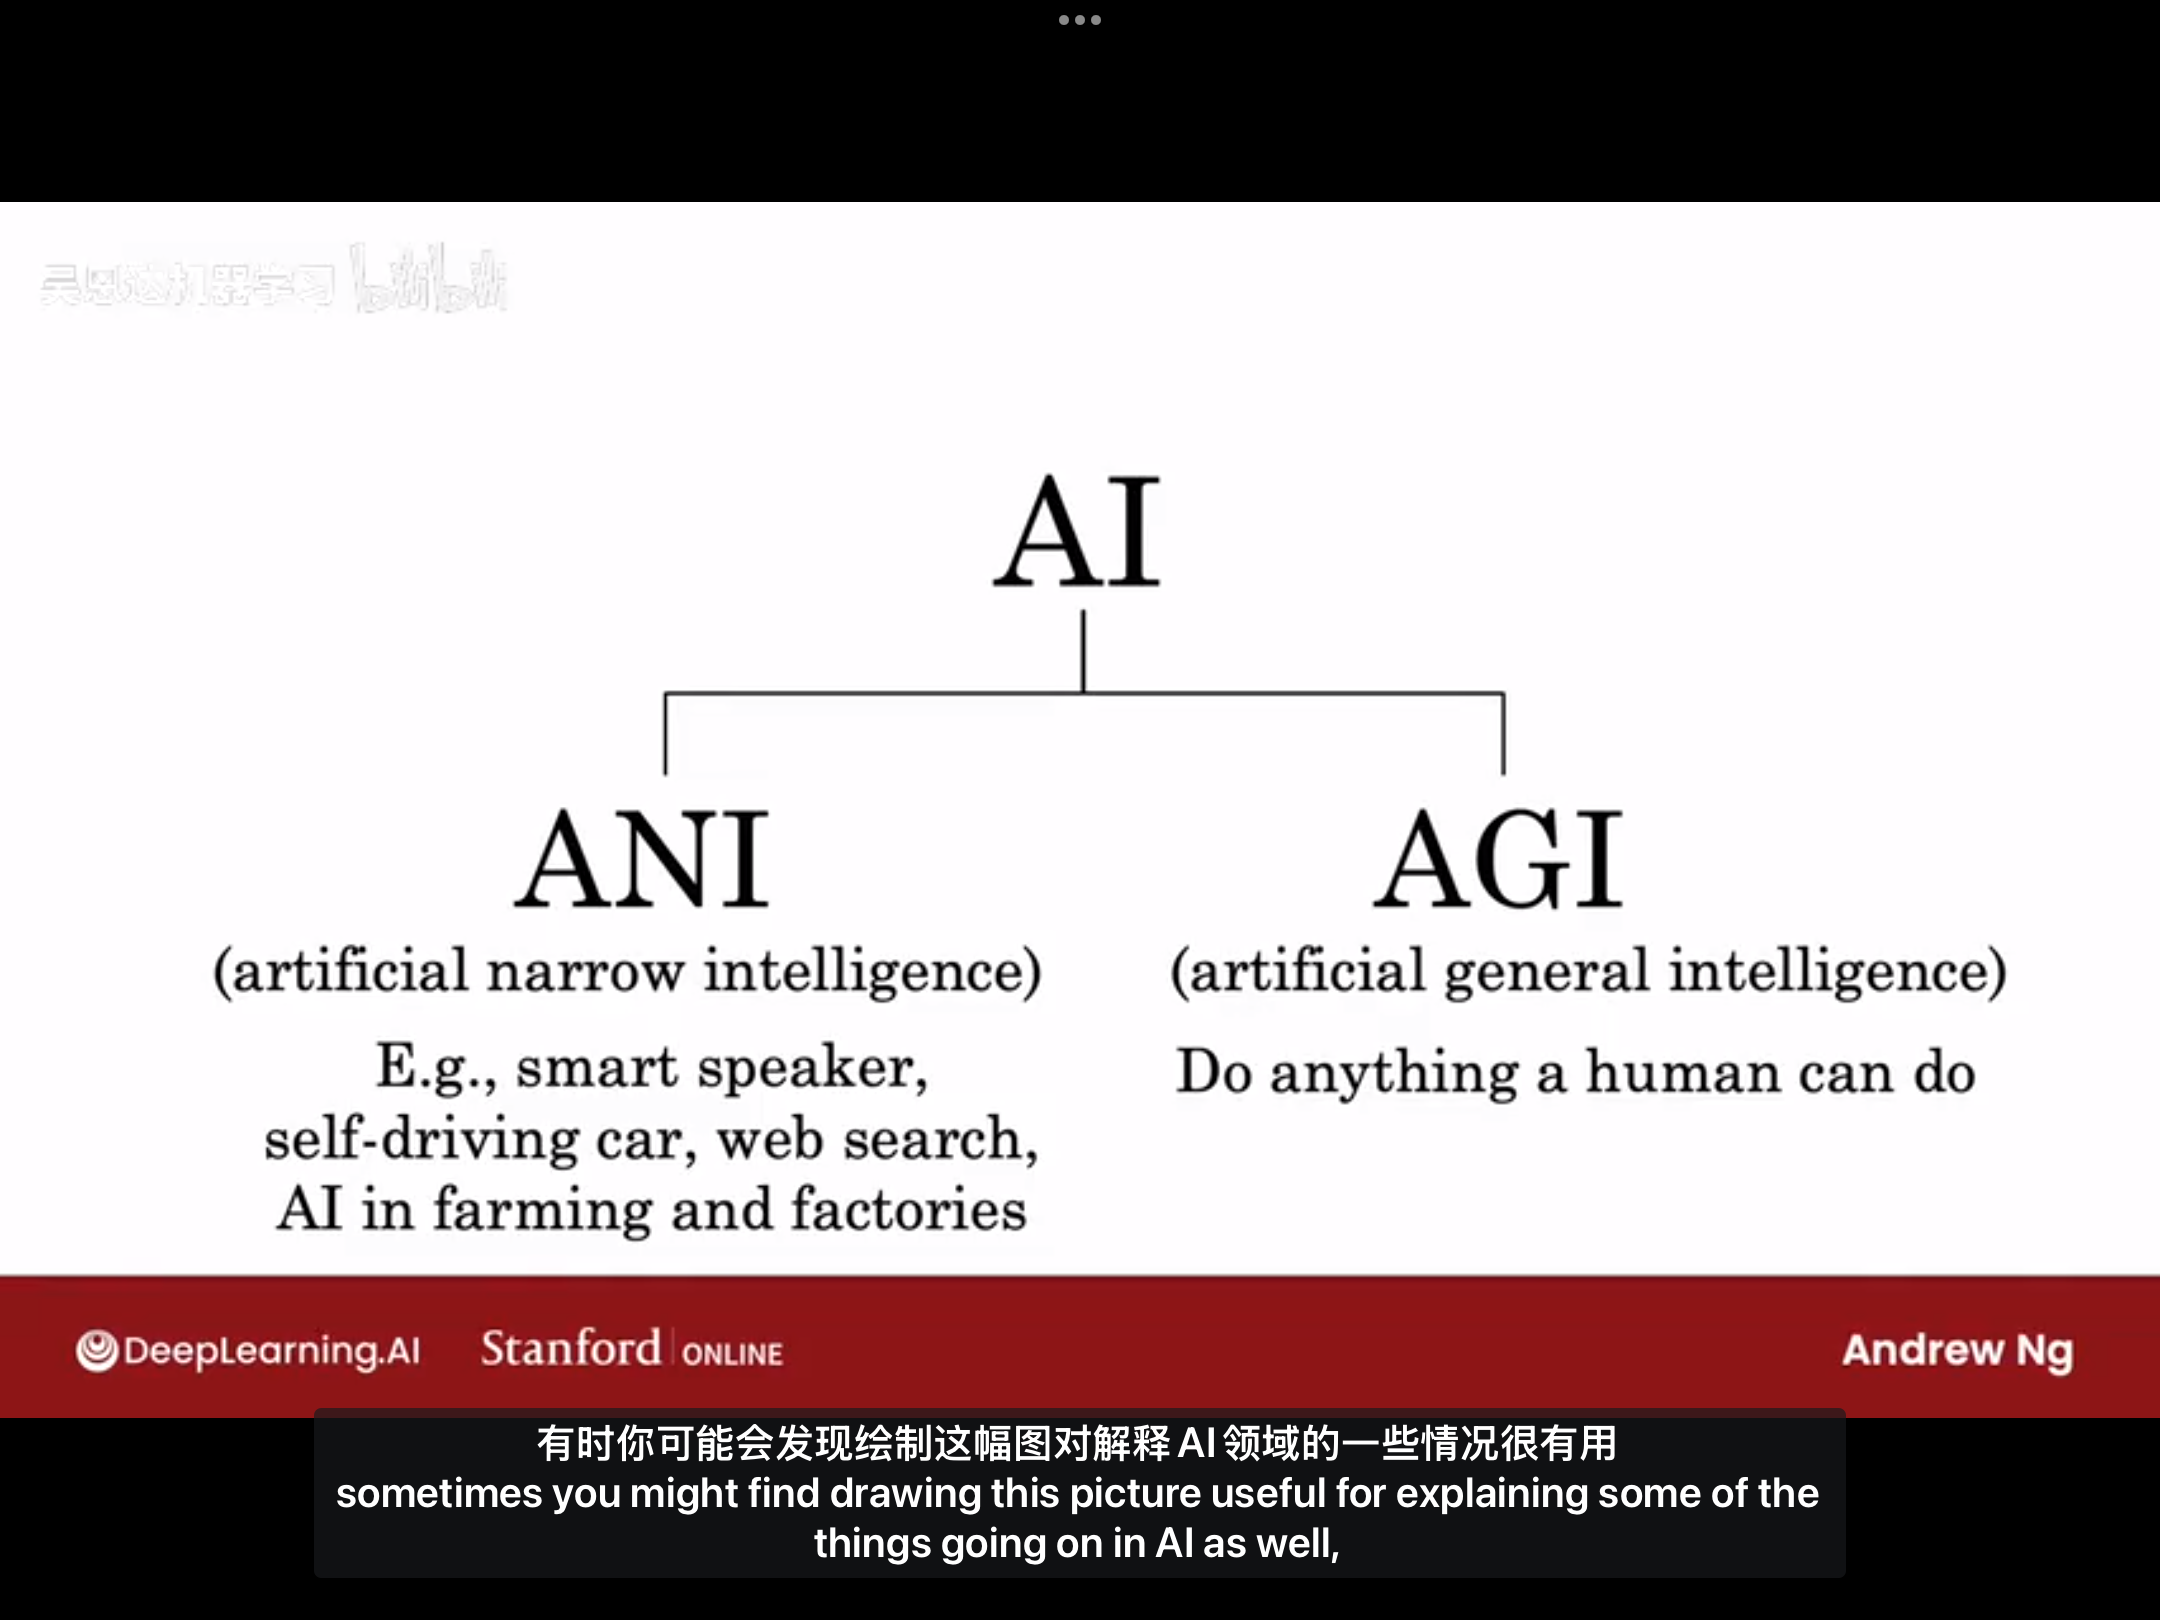 吴恩达机器学习 bilibili
AI
ANI
AGI
(artificial narrow intelligence)
(artificial general intelligence)
E.g., smart speaker,
self-driving car, web search,
AI in farming and factories
Do anything a human can do
DeepLearning.AI
Stanford | ONLINE
Andrew Ng
有时你可能会发现绘制这幅图对解释AI领域的一些情况很有用
sometimes you might find drawing this picture useful for explaining some of the
things going on in AI as well,